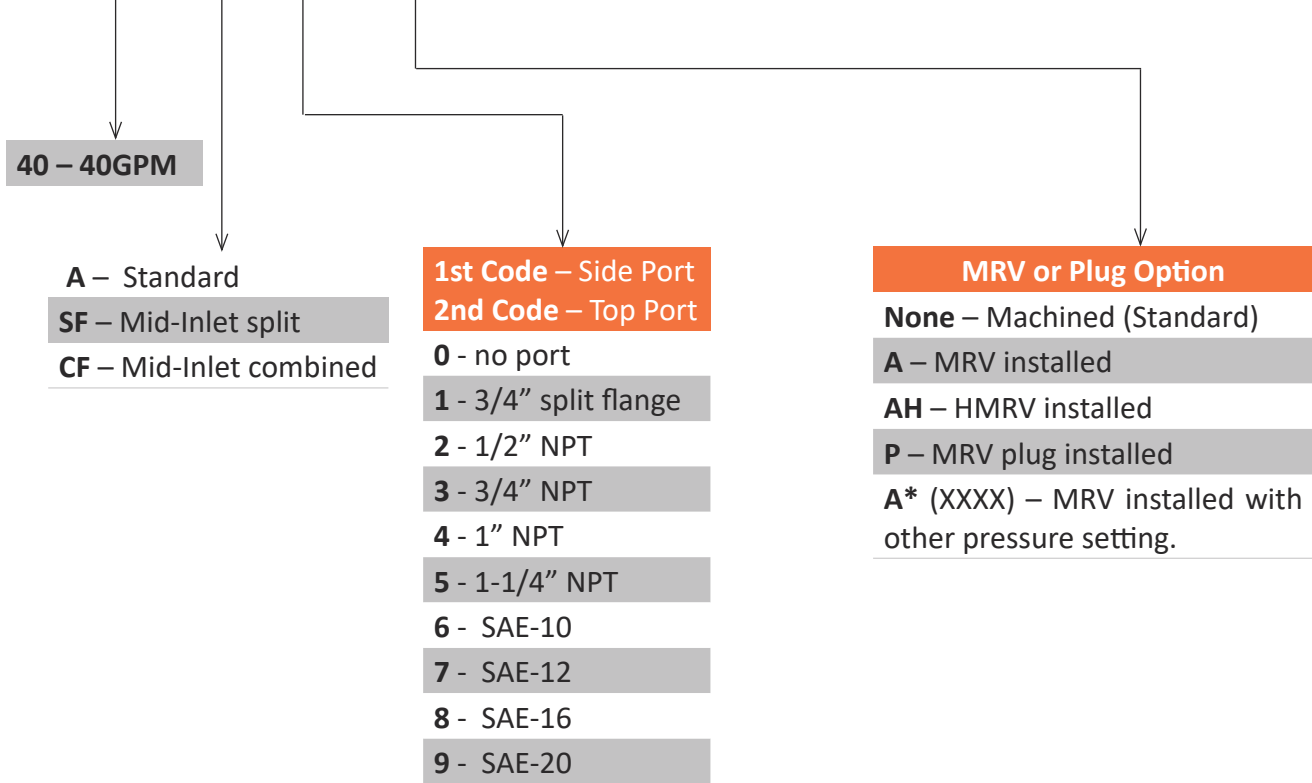 40 – 40GPM
A – Standard
SF – Mid-Inlet split
CF – Mid-Inlet combined
1st Code – Side Port
2nd Code – Top Port
0 - no port
1 - 3/4” split flange
2 - 1/2” NPT
3 - 3/4” NPT
4 - 1” NPT
5 - 1-1/4” NPT
6 - SAE-10
7 - SAE-12
8 - SAE-16
9 - SAE-20
MRV or Plug Option
None – Machined (Standard)
A – MRV installed
AH – HMRV installed
P – MRV plug installed
A* (XXXX) – MRV installed with
other pressure setting.